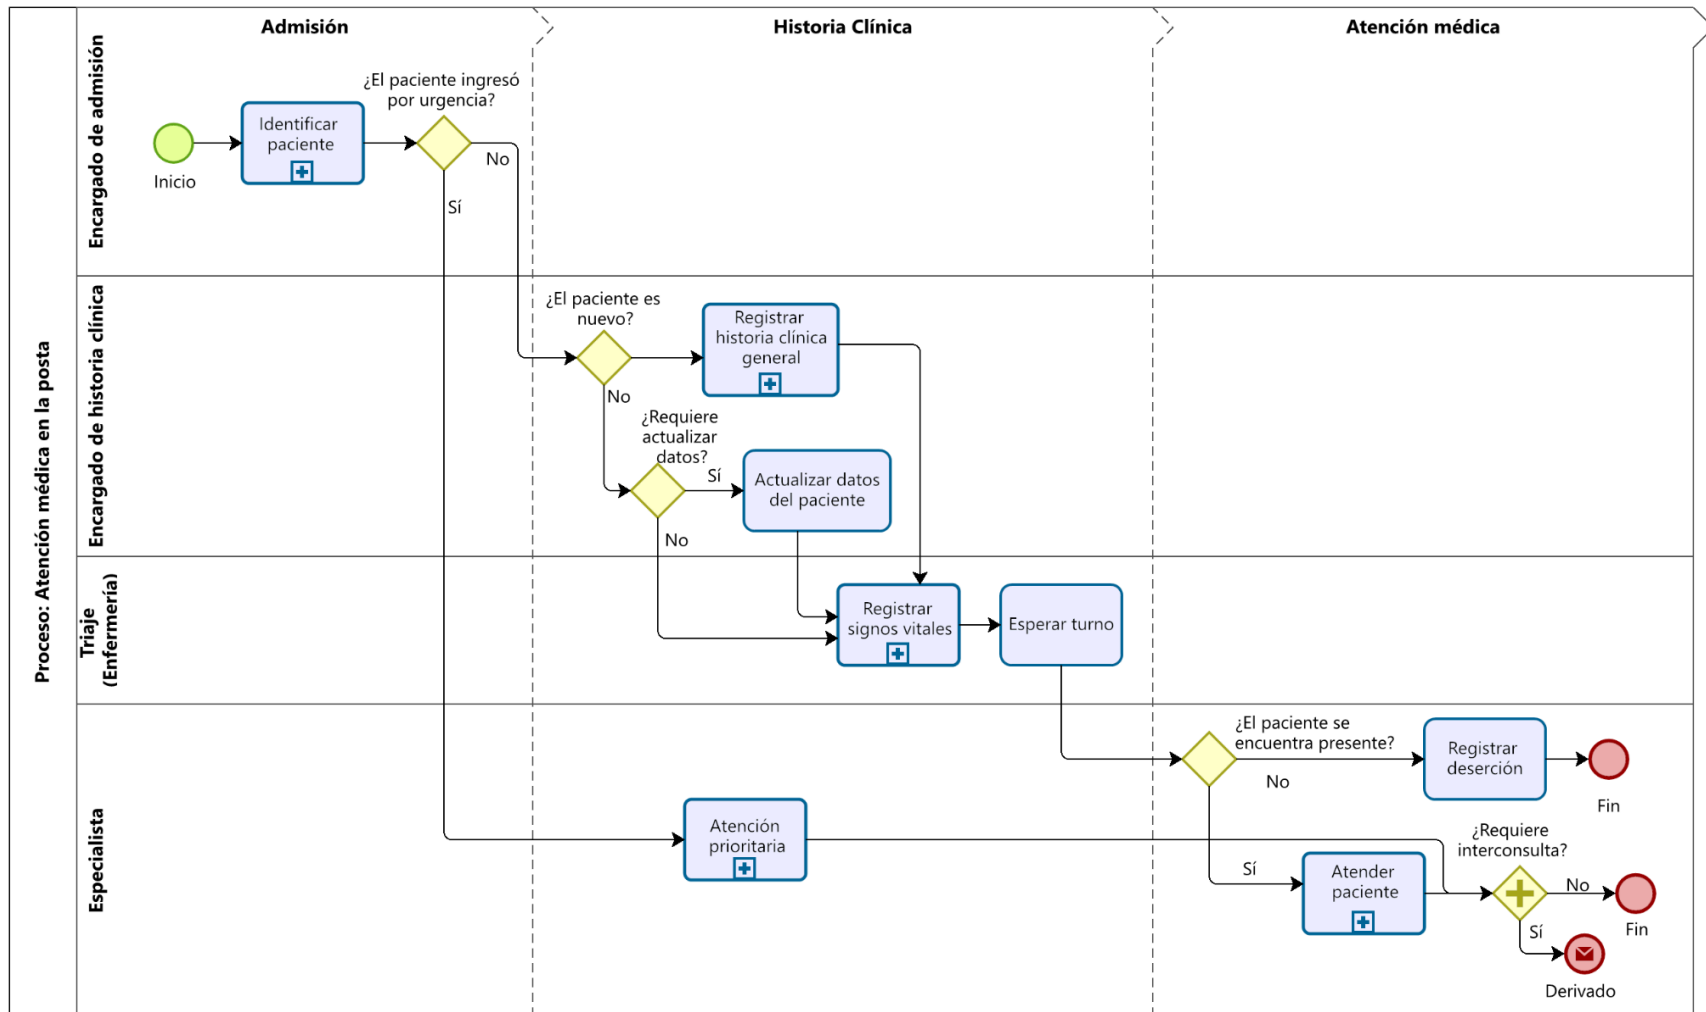 Proceso: Atención médica en la posta
Admisión
Historia Clínica
Atención médica
Encargado de admisión
¿El paciente ingresó
por urgencia?
Identificar
paciente
Inicio
No
Sí
Encargado de historia clínica
¿El paciente es
nuevo?
Registrar
historia clínica
general
No
¿Requiere
actualizar
datos?
Sí
Actualizar datos
del paciente
No
Triaje
(Enfermería)
Registrar
signos vitales
Esperar turno
Especialista
¿El paciente se
encuentra presente?
No
Registrar
deserción
Fin
Atención
prioritaria
Sí
Atender
paciente
¿Requiere
interconsulta?
No
Fin
Sí
Derivado